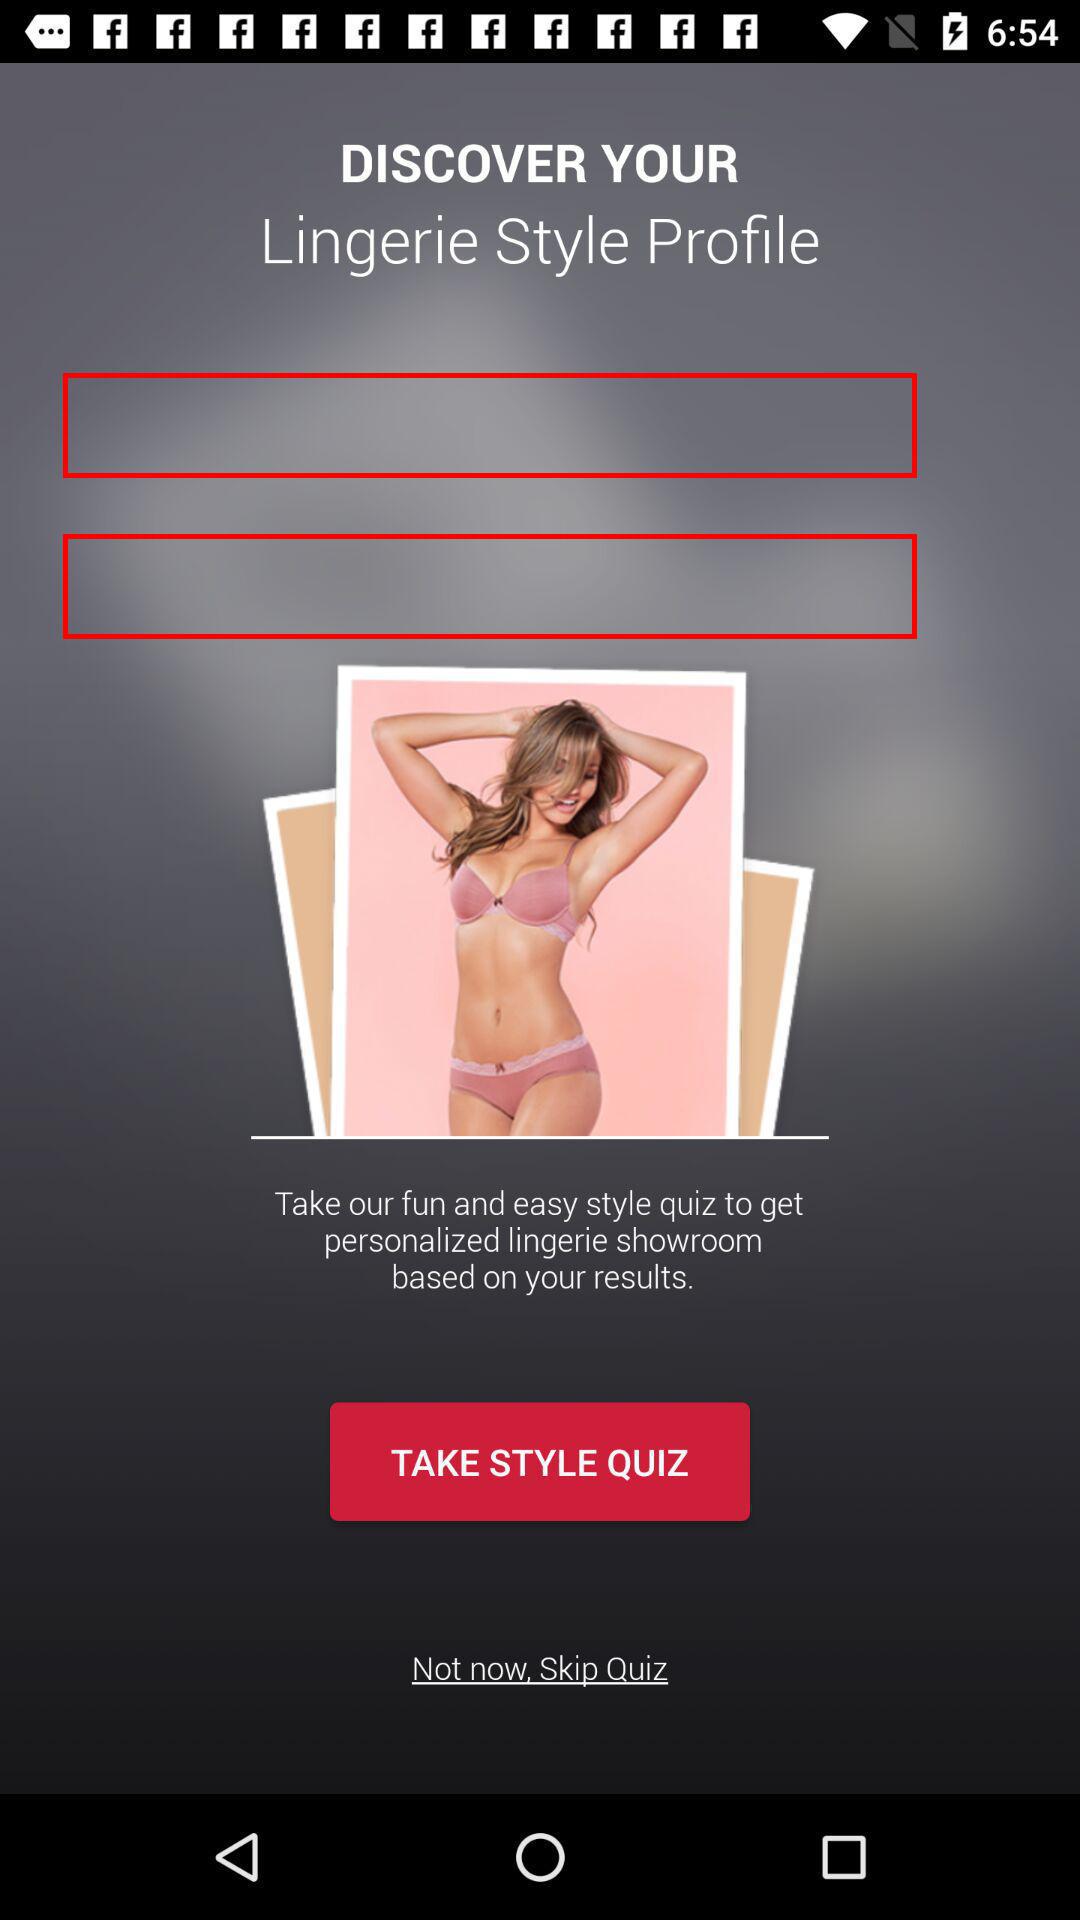 6:54
DISCOVER YOUR
Lingerie Style Profile
Take our fun and easy style quiz to get
personalized lingerie showroom
based on your results.
TAKE STYLE QUIZ
Not now, Skip Quiz